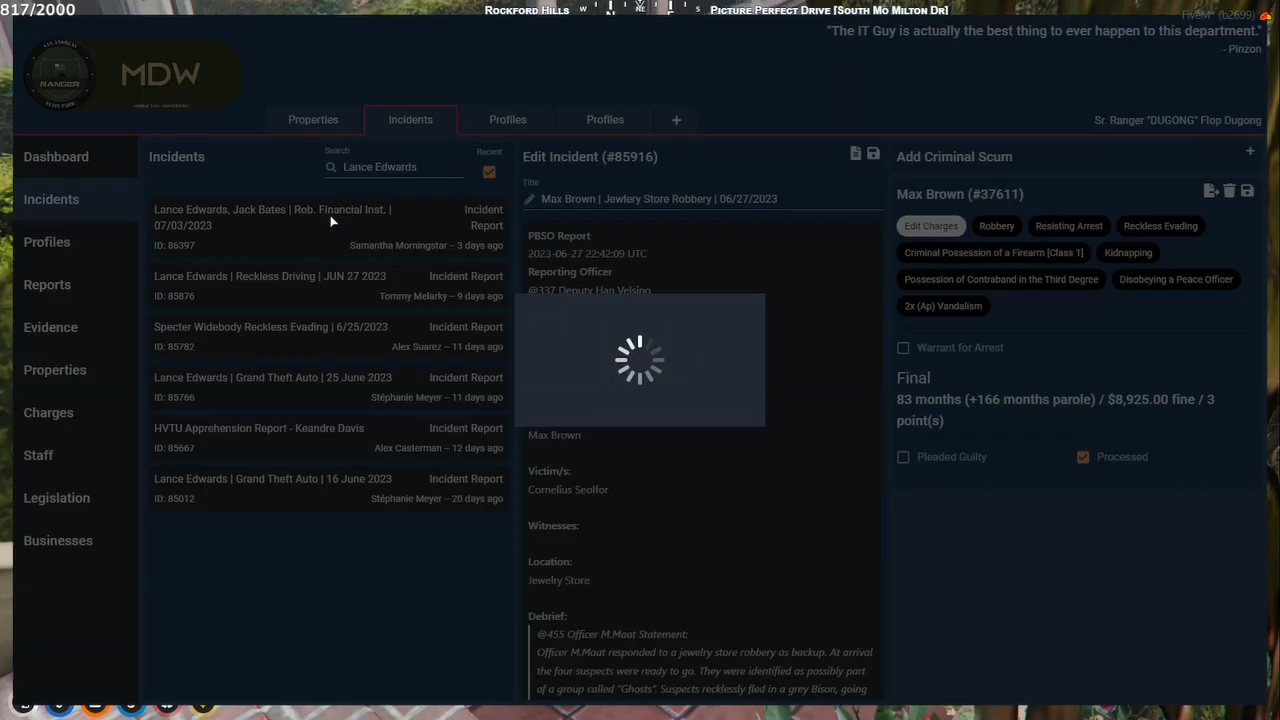 817/2000
Rockford Hills
W
N
NE
E
S
Picture Perfect Drive [South Mo Milton Dr]
FiveM* (b2699)
"The IT Guy is actually the best thing to ever happen to this department."
- Pinzon
SAN ANDREAS
RANGER
STATE PARK
MDW
Properties
Incidents
Profiles
Profiles
+
Sr. Ranger "DUGONG" Flop Dugong
Dashboard
Incidents
Profiles
Reports
Evidence
Properties
Charges
Staff
Legislation
Businesses
Incidents
Search
Lance Edwards
Recent
Lance Edwards, Jack Bates | Rob. Financial Inst. | Incident
07/03/2023 Report
ID: 86397 Samantha Morningstar – 3 days ago
Lance Edwards | Reckless Driving | JUN 27 2023 Incident Report
ID: 85876 Tommy Melarky – 9 days ago
Specter Widebody Reckless Evading | 6/25/2023 Incident Report
ID: 85782 Alex Suarez – 11 days ago
Lance Edwards | Grand Theft Auto | 25 June 2023 Incident Report
ID: 85766 Stéphanie Meyer – 11 days ago
HVTU Apprehension Report - Keandre Davis Incident Report
ID: 85667 Alex Casterman – 12 days ago
Lance Edwards | Grand Theft Auto | 16 June 2023 Incident Report
ID: 85012 Stéphanie Meyer – 20 days ago
Edit Incident (#85916)
Title
Max Brown | Jewlery Store Robbery | 06/27/2023
PBSO Report
2023-06-27 22:42:09 UTC
Reporting Officer
@337 Deputy Han Velsing
Max Brown
Victim/s:
Cornelius Seolfor
Witnesses:
Location:
Jewelry Store
Debrief:
@455 Officer M.Maat Statement:
Officer M.Maat responded to a jewelry store robbery as backup. At arrival
the four suspects were ready to go. They were identified as possibly part
of a group called "Ghosts". Suspects recklessly fled in a grey Bison, going
Add Criminal Scum
+
Max Brown (#37611)
Edit Charges
Robbery
Resisting Arrest
Reckless Evading
Criminal Possession of a Firearm [Class 1]
Kidnapping
Possession of Contraband in the Third Degree
Disobeying a Peace Officer
2x (Ap) Vandalism
Warrant for Arrest
Final
83 months (+166 months parole) / $8,925.00 fine / 3
point(s)
Pleaded Guilty
Processed